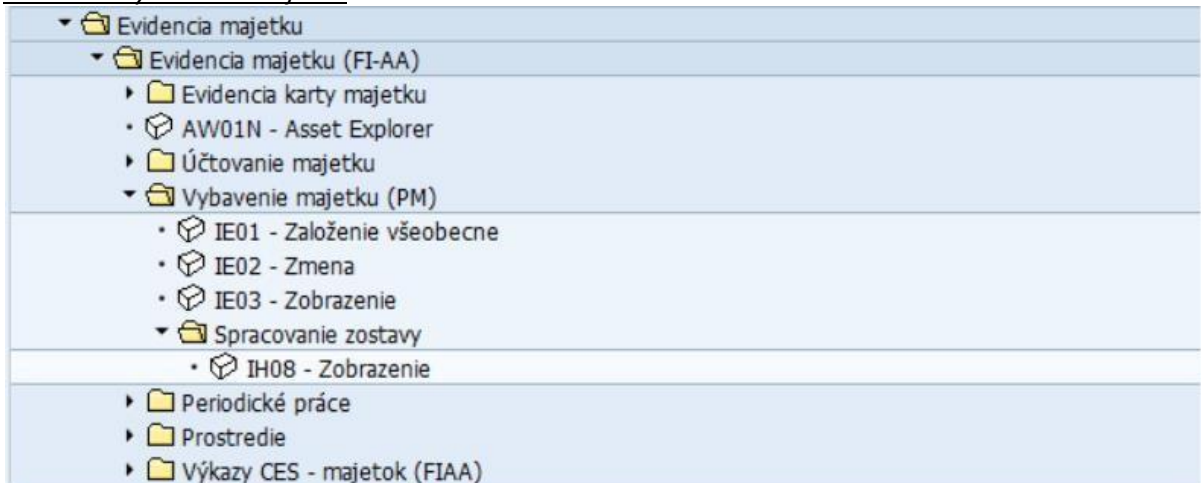 Evidencia majetku
Evidencia majetku (FI-AA)
Evidencia karty majetku
AW01N - Asset Explorer
Účtovanie majetku
Vybavenie majetku (PM)
IE01 - Založenie všeobecne
IE02 - Zmena
IE03 - Zobrazenie
Spracovanie zostavy
IH08 - Zobrazenie
Periodické práce
Prostredie
Výkazy CES - majetok (FIAA)